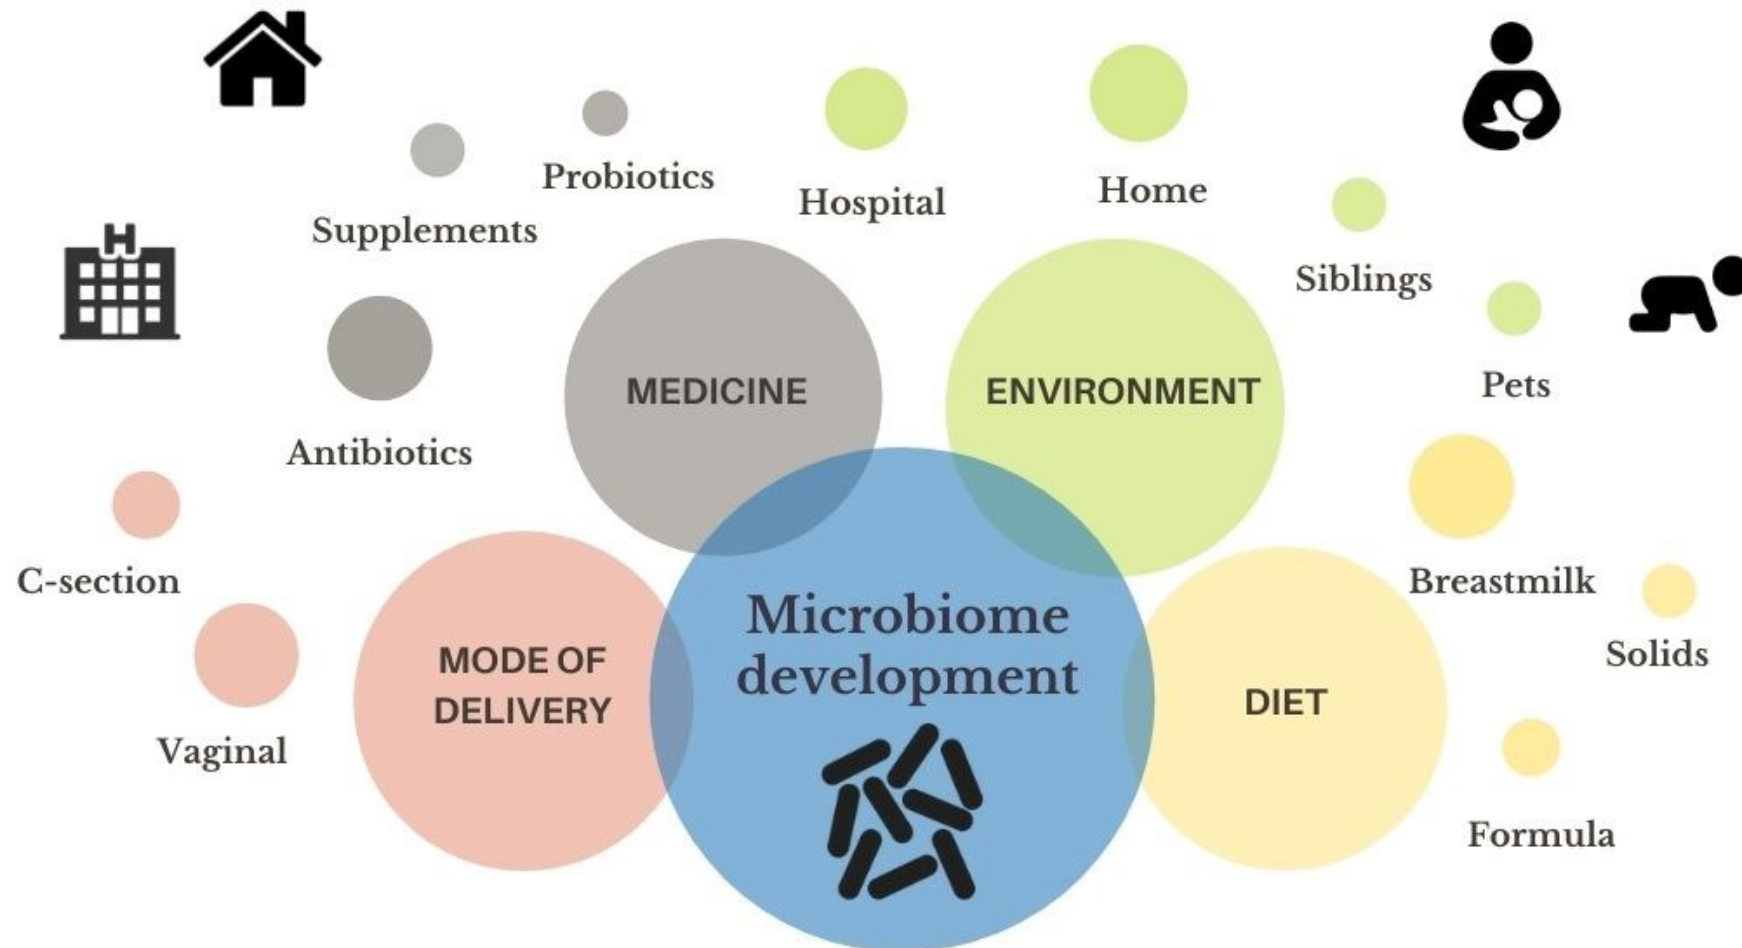 Probiotics
Hospital
Home
Supplements
Siblings
H
Pets
MEDICINE
ENVIRONMENT
Antibiotics
C-section
Breastmilk
Vaginal
MODE OF
DELIVERY
Microbiome
development
DIET
Solids
Formula